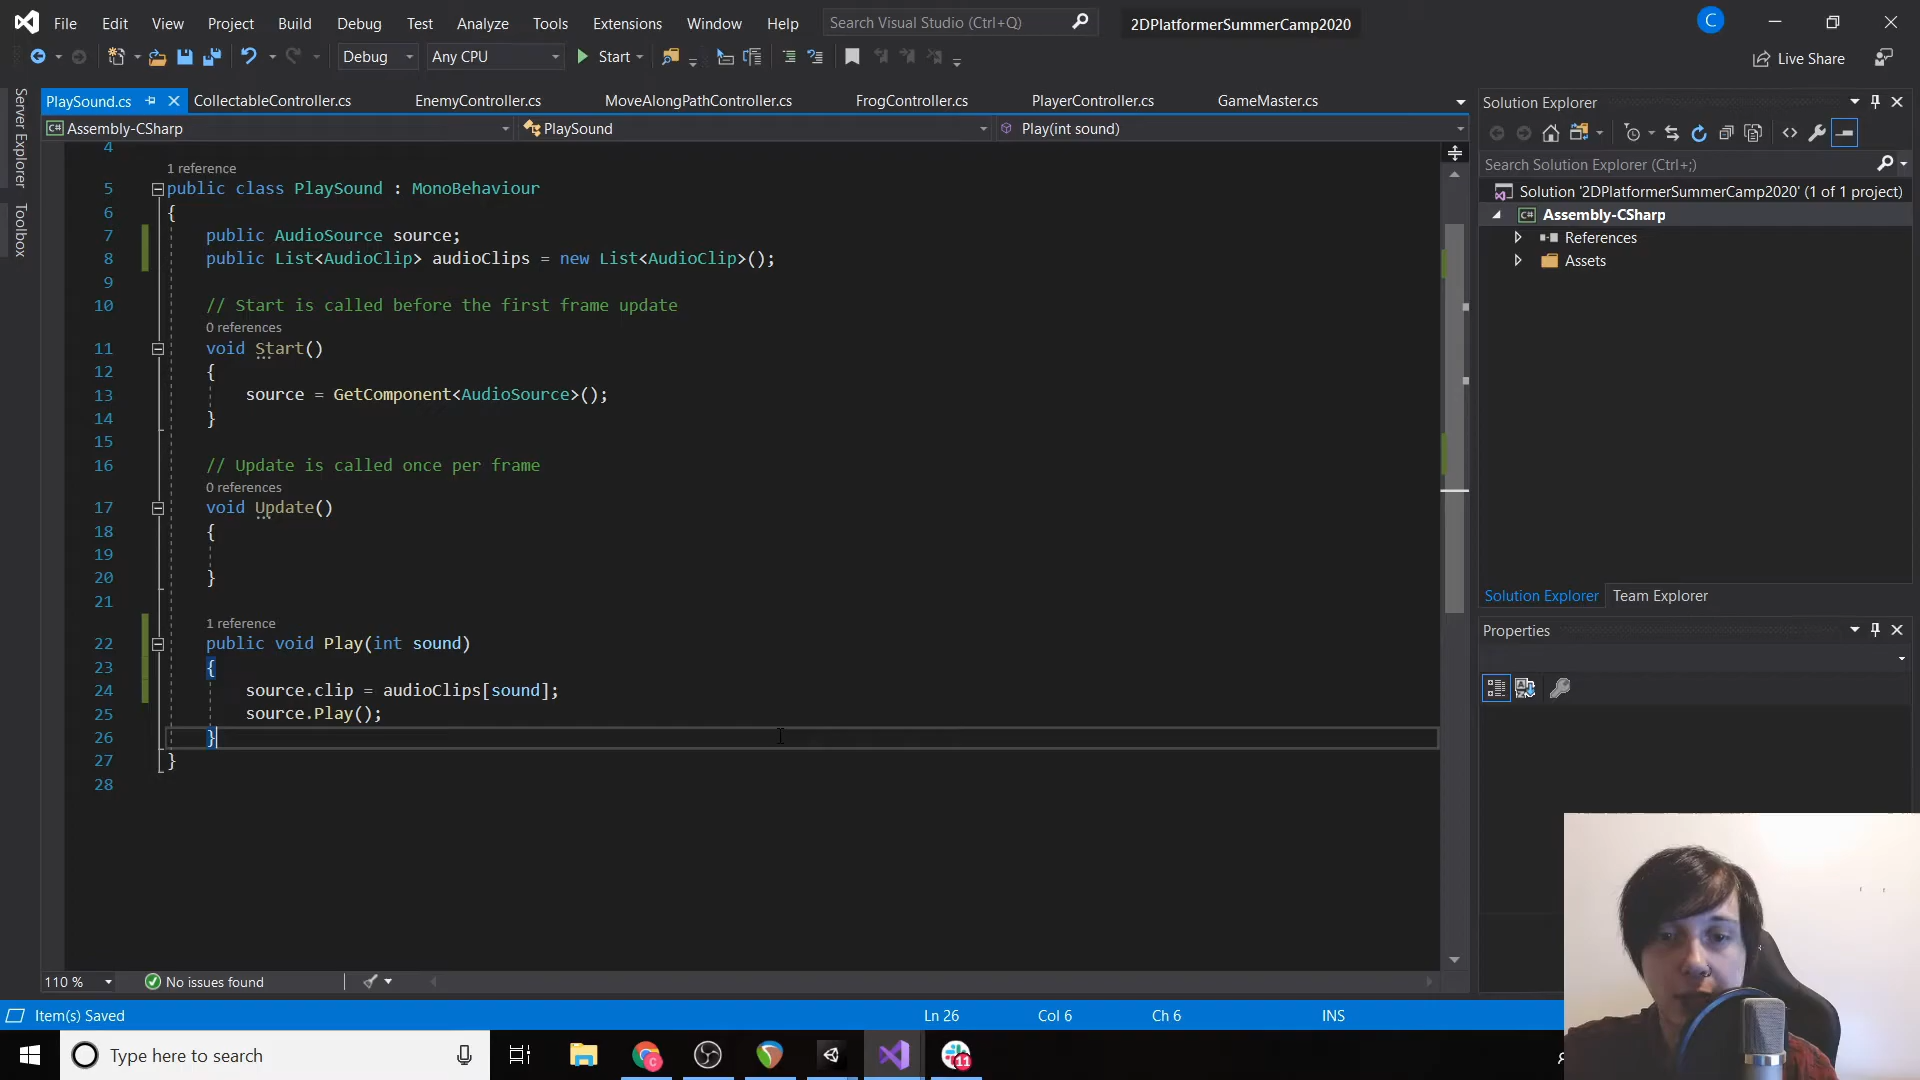 File Edit View Project Build Debug Test Analyze Tools Extensions Window Help Search Visual Studio (Ctrl+Q) 2DPlatformerSummerCamp2020 C
Debug Any CPU Start Live Share
Server Explorer
Toolbox
PlaySound.cs CollectableController.cs EnemyController.cs MoveAlongPathController.cs FrogController.cs PlayerController.cs GameMaster.cs
C# Assembly-CSharp PlaySound Play(int sound)
4
1 reference
5 public class PlaySound : MonoBehaviour
6 {
7 public AudioSource source;
8 public List<AudioClip> audioClips = new List<AudioClip>();
9
10 // Start is called before the first frame update
0 references
11 void Start()
12 {
13 source = GetComponent<AudioSource>();
14 }
15
16 // Update is called once per frame
0 references
17 void Update()
18 {
19
20 }
21
1 reference
22 public void Play(int sound)
23 {
24 source.clip = audioClips[sound];
25 source.Play();
26 }
27 }
28
110 % No issues found
Item(s) Saved Ln 26 Col 6 Ch 6 INS
Solution Explorer
Search Solution Explorer (Ctrl+;)
Solution '2DPlatformerSummerCamp2020' (1 of 1 project)
C# Assembly-CSharp
References
Assets
Solution Explorer Team Explorer
Properties
Type here to search
11